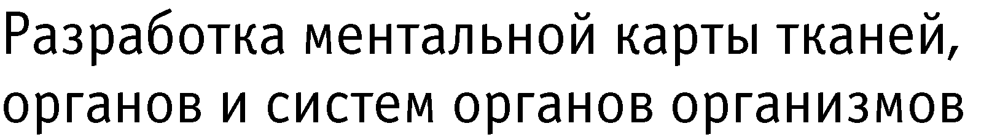 Разработка ментальной карты тканей,
органов и систем органов организмов